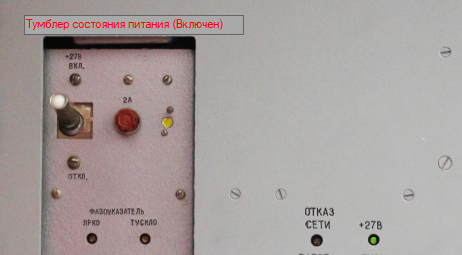 Тумблер состояния питания (Включен)
+27В
ВКЛ.
2А
ОТКЛ.
ФАЗОУКАЗАТЕЛЬ
ЯРКО ТУСКЛО
ОТКАЗ
СЕТИ +27В